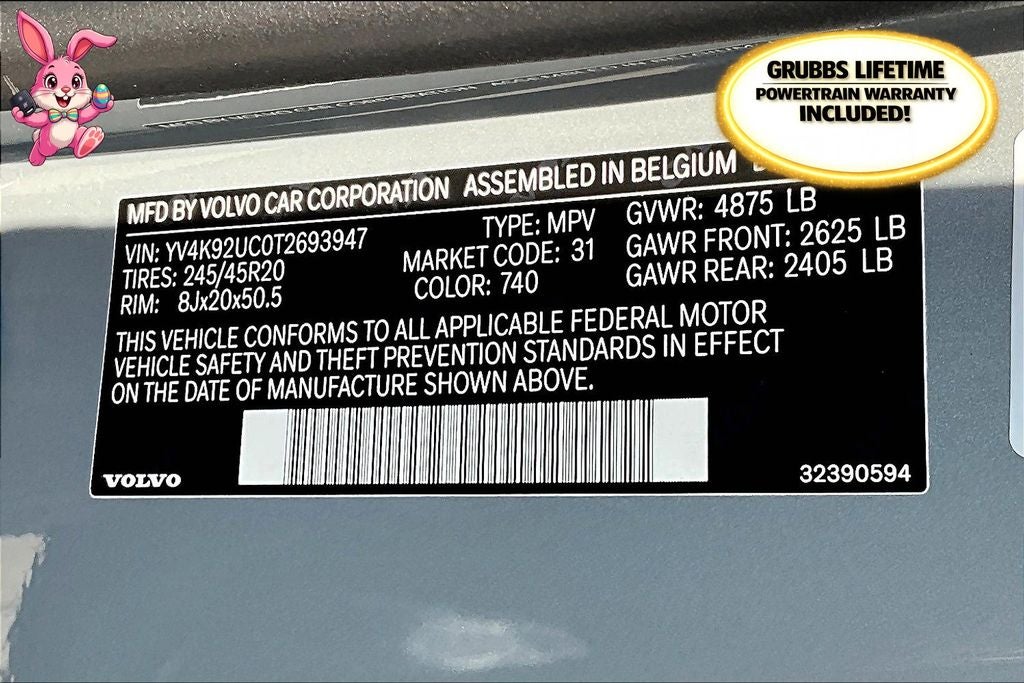 GRUBBS LIFETIME
POWERTRAIN WARRANTY
INCLUDED!
MFD BY VOLVO CAR CORPORATION ASSEMBLED IN BELGIUM
VIN: YV4K92UC0T2693947
TYPE: MPV
GVWR: 4875 LB
TIRES: 245/45R20
MARKET CODE: 31
GAWR FRONT: 2625 LB
RIM: 8Jx20x50.5
COLOR: 740
GAWR REAR: 2405 LB
THIS VEHICLE CONFORMS TO ALL APPLICABLE FEDERAL MOTOR
VEHICLE SAFETY AND THEFT PREVENTION STANDARDS IN EFFECT
ON THE DATE OF MANUFACTURE SHOWN ABOVE.
VOLVO
32390594